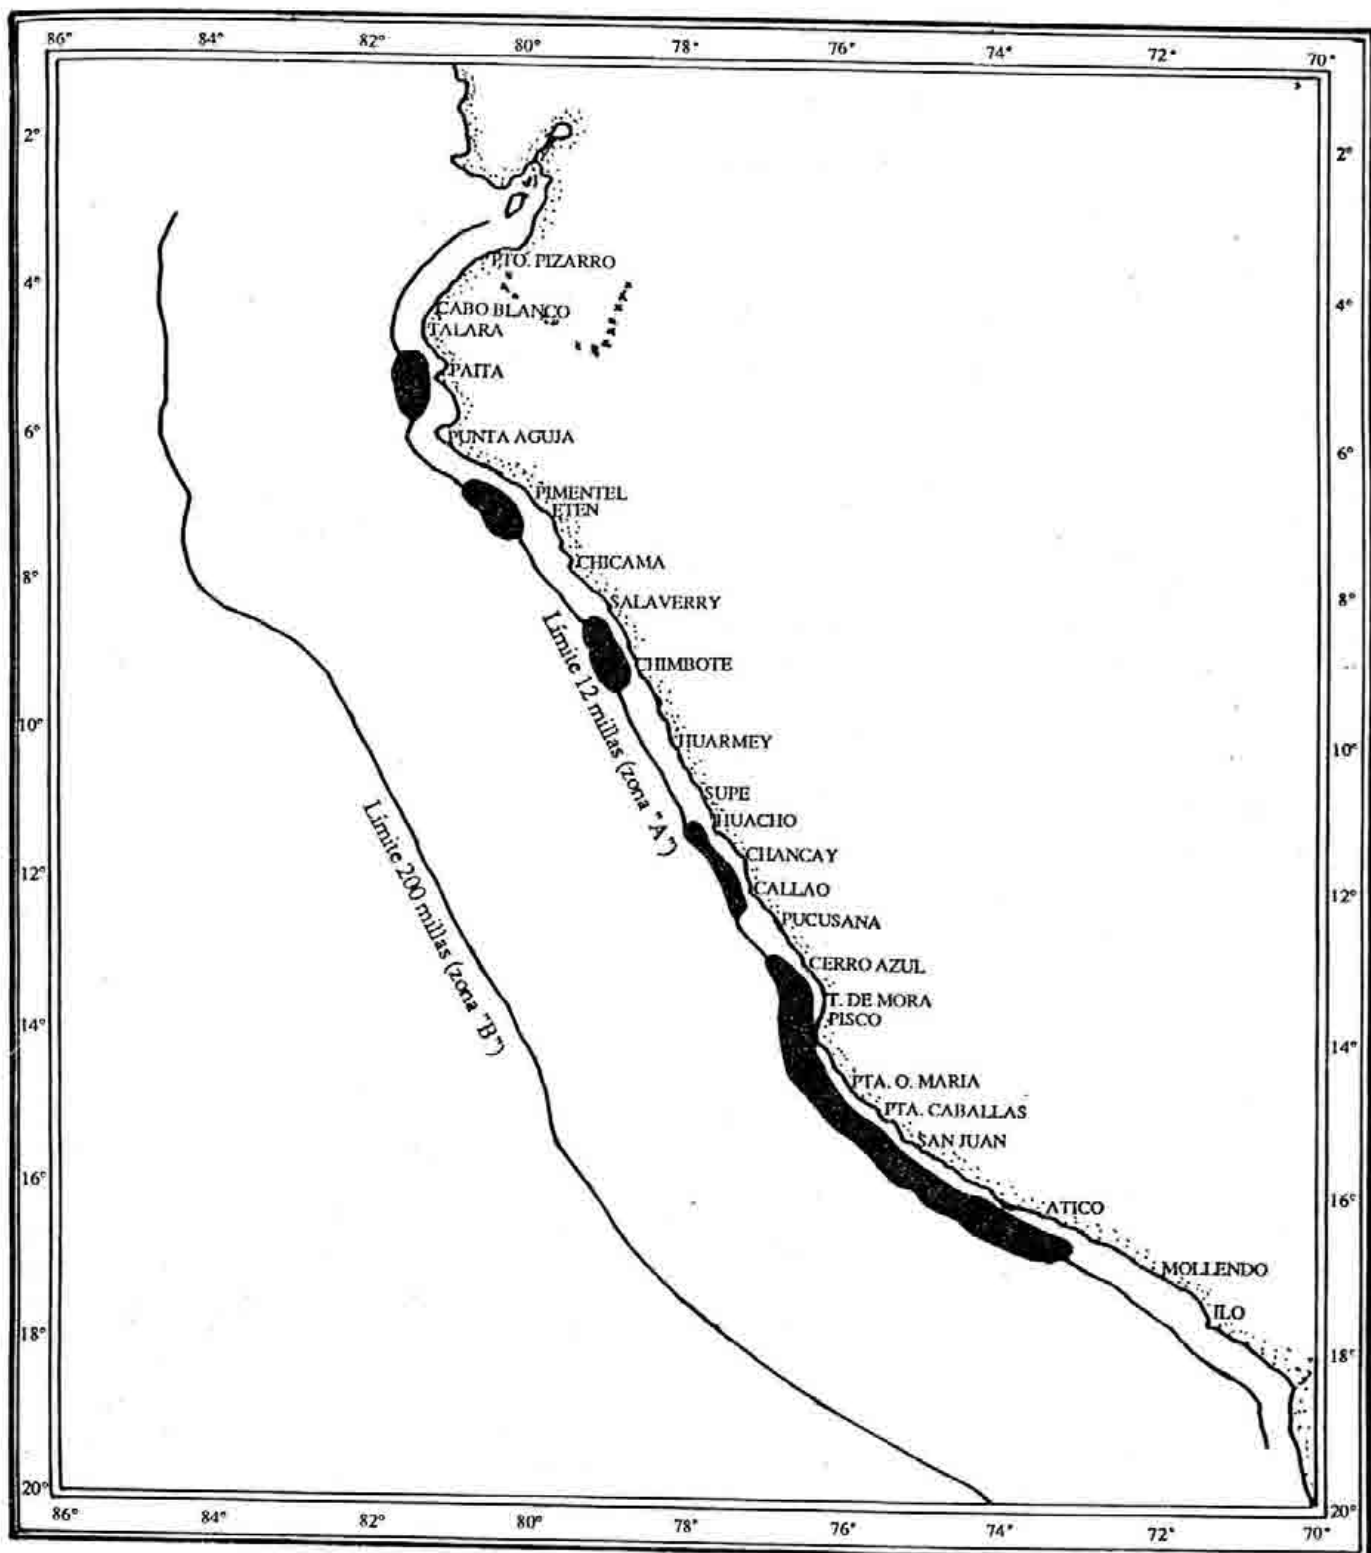 86° 84° 82° 80° 78° 76° 74° 72° 70°
2° 2°
PTO. PIZARRO
4° 4°
CABO BLANCO
TALARA
PAITA
6° PUNTA AGUJA 6°
PIMENTEL
ETEN
CHICAMA
8° 8°
SALAVERRY
CHIMBOTE
Límite 12 millas (zona "A")
10° 10°
HUARMEY
SUPE
HUACHO
Límite 200 millas (zona "B")
CHANCAY
12° 12°
CALLAO
PUCUSANA
CERRO AZUL
T. DE MORA
14° PISCO 14°
PTA. O. MARIA
PTA. CABALLAS
SAN JUAN
16° 16°
ATICO
MOLLENDO
ILO
18° 18°
20° 20°
86° 84° 82° 80° 78° 76° 74° 72° 70°